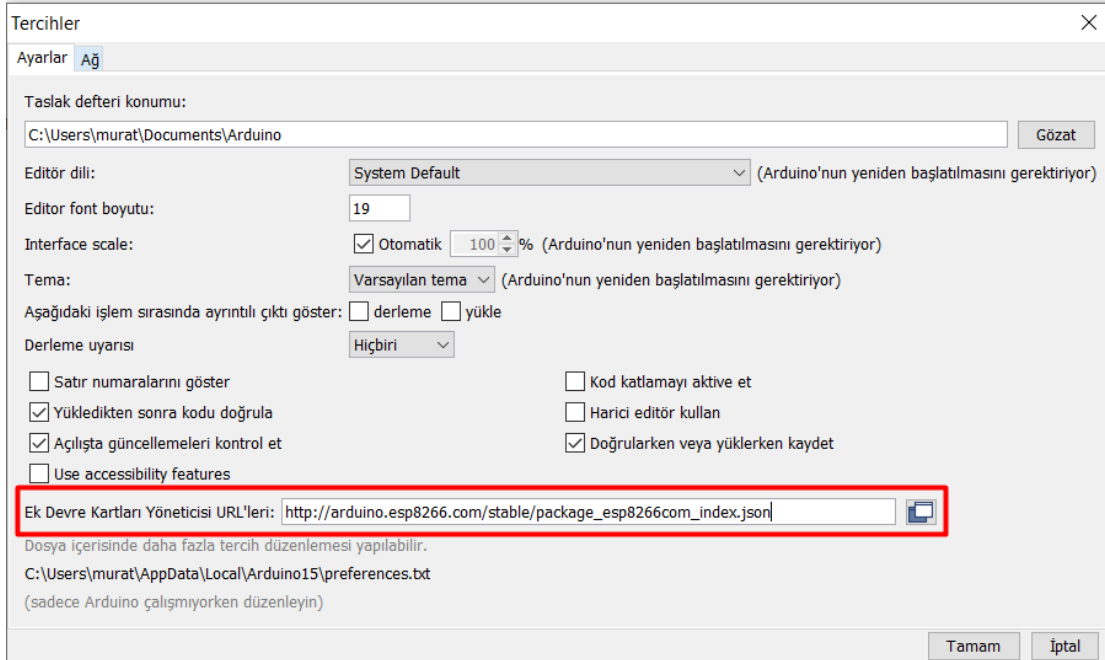 Tercihler
Ayarlar Ağ
Taslak defteri konumu:
C:\Users\murat\Documents\Arduino Gözat
Editör dili: System Default (Arduino'nun yeniden başlatılmasını gerektiriyor)
Editor font boyutu: 19
Interface scale: Otomatik 100 % (Arduino'nun yeniden başlatılmasını gerektiriyor)
Tema: Varsayılan tema (Arduino'nun yeniden başlatılmasını gerektiriyor)
Aşağıdaki işlem sırasında ayrıntılı çıktı göster: derleme yükle
Derleme uyarısı Hiçbiri
Satır numaralarını göster Kod katlamayı aktive et
Yükledikten sonra kodu doğrula Harici editör kullan
Açılışta güncellemeleri kontrol et Doğrularken veya yüklerken kaydet
Use accessibility features
Ek Devre Kartları Yöneticisi URL'leri: http://arduino.esp8266.com/stable/package_esp8266com_index.json
Dosya içerisinde daha fazla tercih düzenlemesi yapılabilir.
C:\Users\murat\AppData\Local\Arduino15\preferences.txt
(sadece Arduino çalışmıyorken düzenleyin)
Tamam İptal